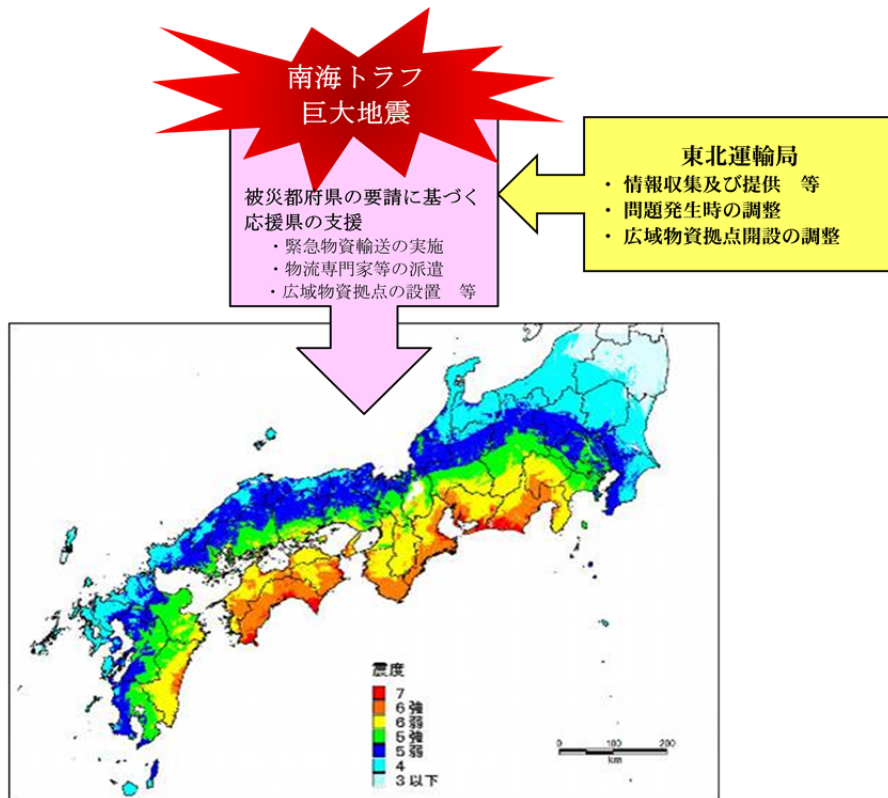 南海トラフ
巨大地震
被災都府県の要請に基づく
応援県の支援
・緊急物資輸送の実施
・物流専門家等の派遣
・広域物資拠点の設置　等
東北運輸局
・ 情報収集及び提供　等
・ 問題発生時の調整
・ 広域物資拠点開設の調整
震度
7
6強
6弱
5強
5弱
4
3以下
0 100 200
km